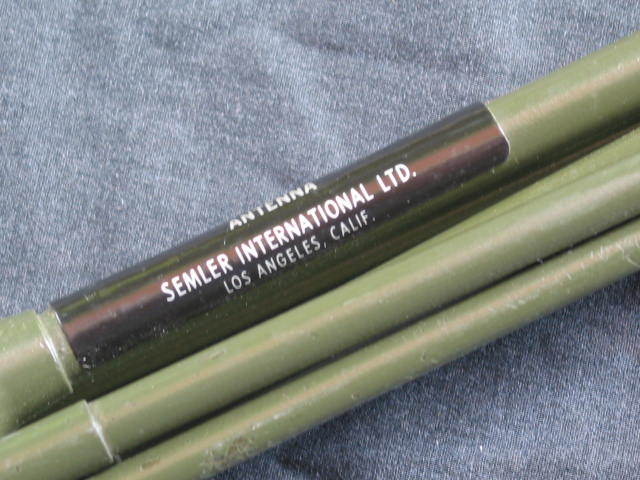 ANTENNA
SEMLER INTERNATIONAL LTD.
LOS ANGELES, CALIF.